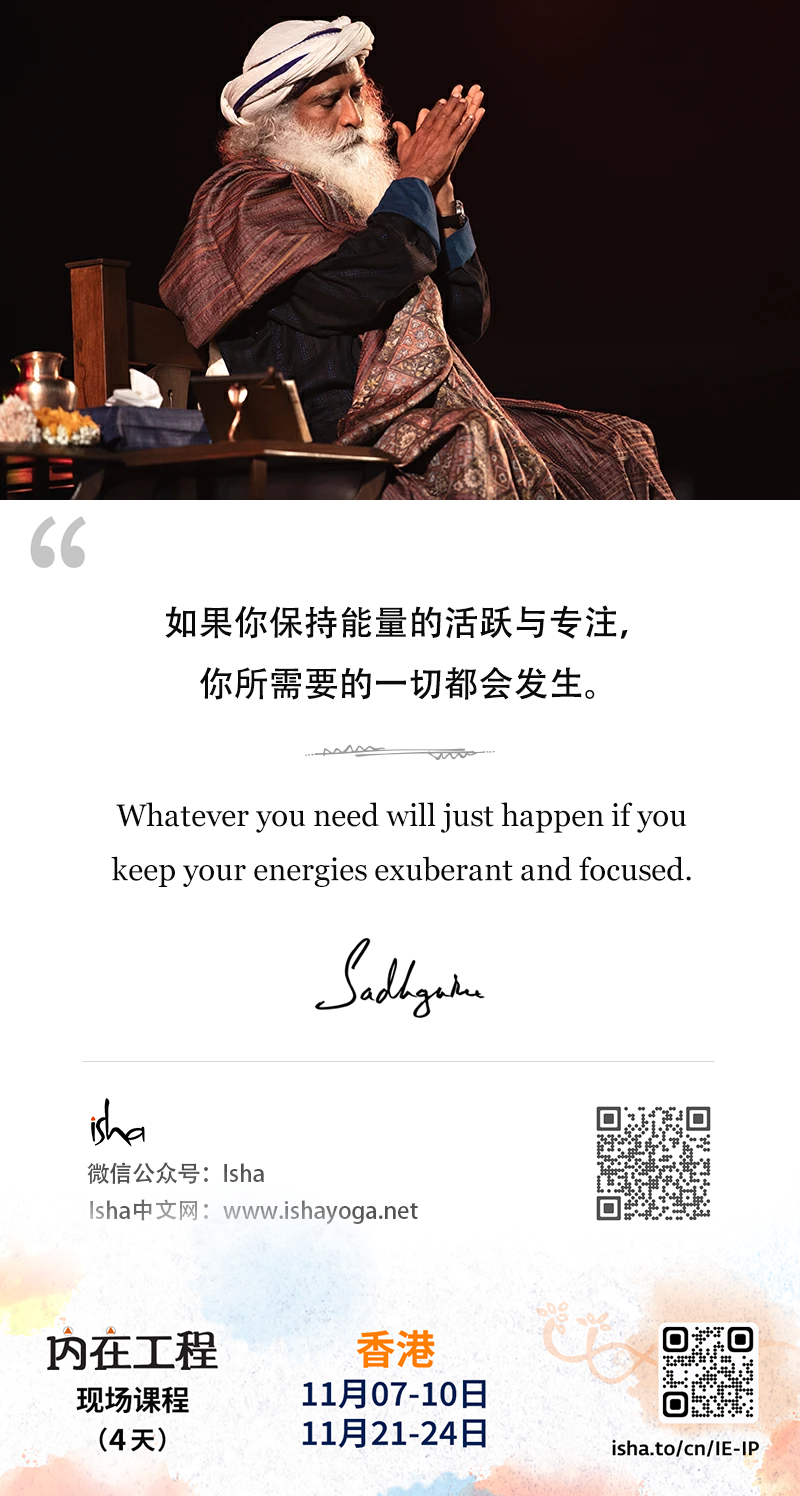 “
如果你保持能量的活跃与专注,
你所需要的一切都会发生。
Whatever you need will just happen if you
keep your energies exuberant and focused.
Sadhguru
isha
微信公众号：Isha
Isha中文网：www.ishayoga.net
内在工程
现场课程
（4天）
香港
11月07-10日
11月21-24日
isha.to/cn/IE-IP